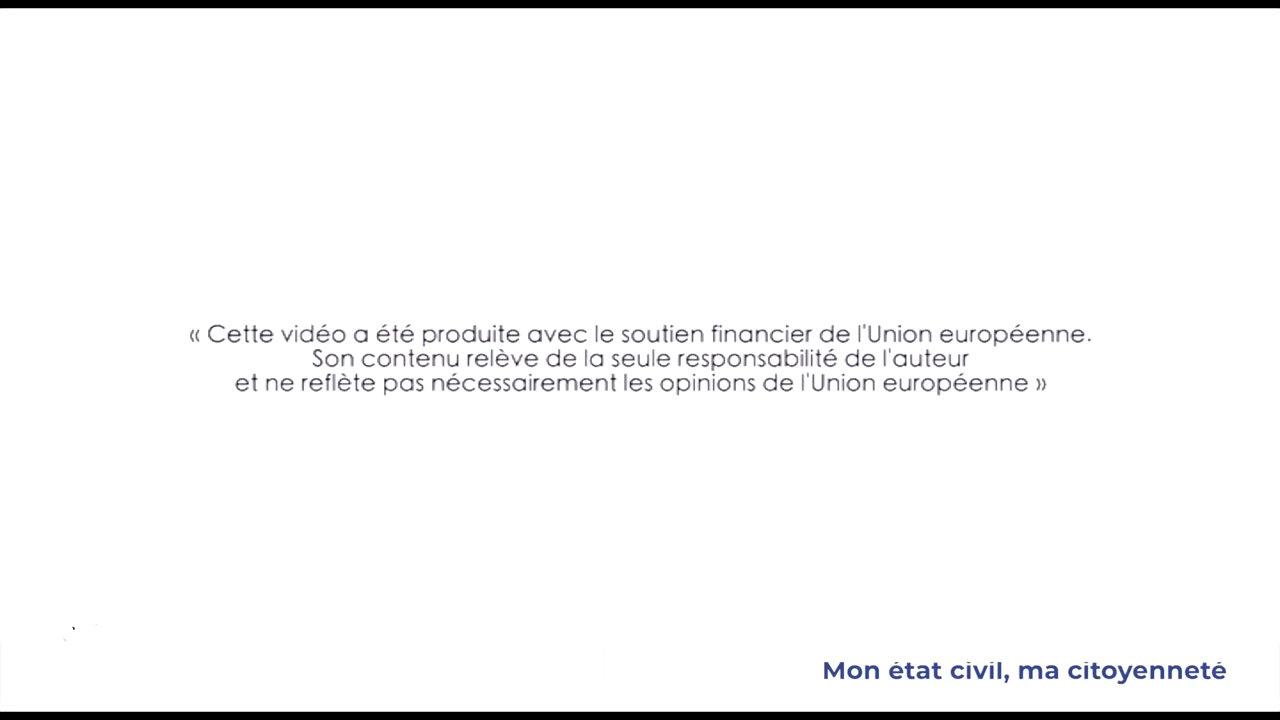 « Cette vidéo a été produite avec le soutien financier de l'Union européenne.
Son contenu relève de la seule responsabilité de l'auteur
et ne reflète pas nécessairement les opinions de l'Union européenne »
Mon état civil, ma citoyenneté